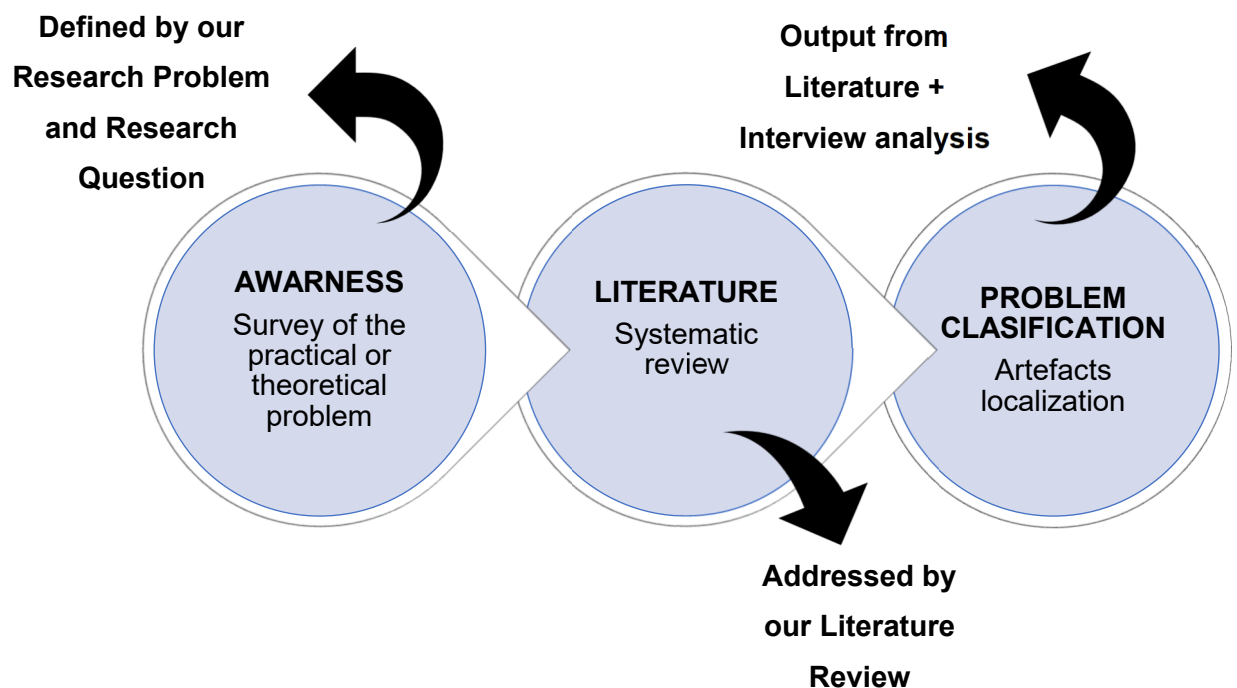 Defined by our
Research Problem
and Research
Question
AWARNESS
Survey of the
practical or
theoretical
problem
LITERATURE
Systematic
review
Addressed by
our Literature
Review
Output from
Literature +
Interview analysis
PROBLEM
CLASIFICATION
Artefacts
localization